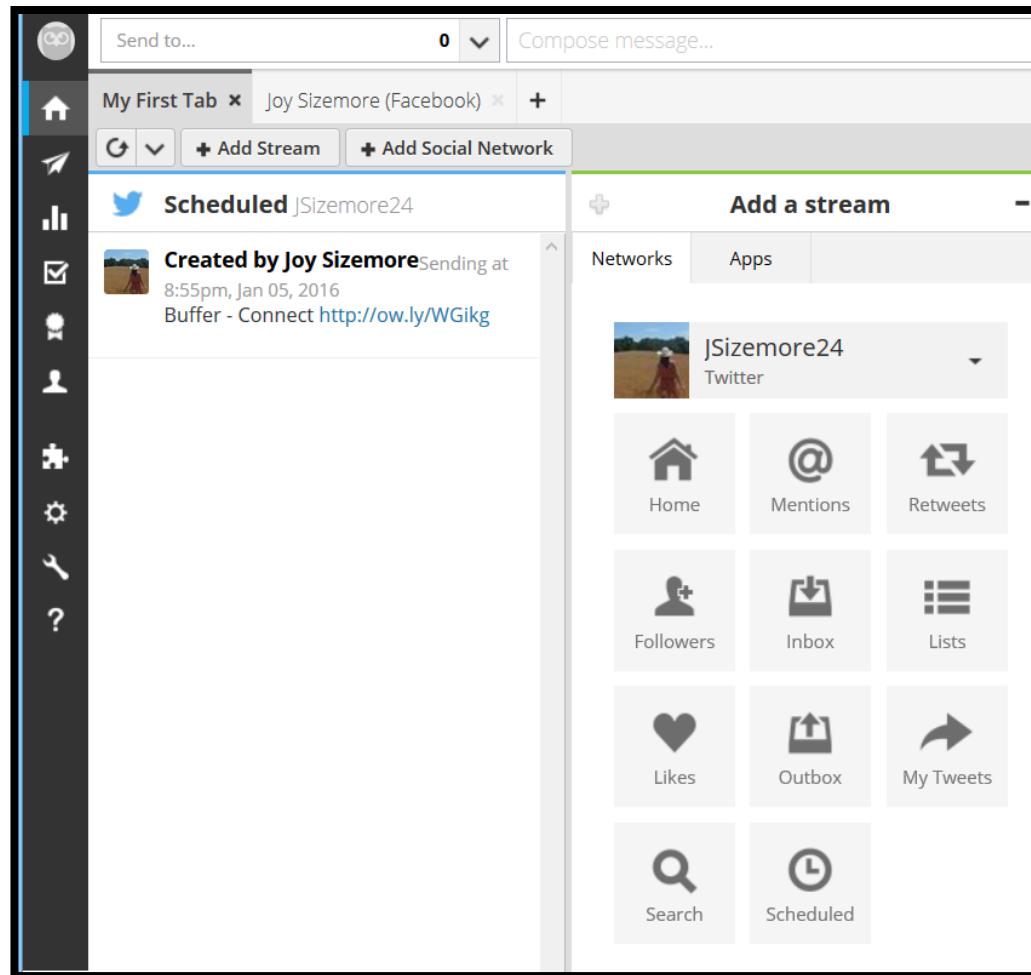 Send to... 0 Compose message...
My First Tab × Joy Sizemore (Facebook) × +
+ Add Stream + Add Social Network
Scheduled JSizemore24
Created by Joy Sizemore Sending at
8:55pm, Jan 05, 2016
Buffer - Connect http://ow.ly/WGikg
Add a stream
Networks Apps
JSizemore24
Twitter
Home Mentions Retweets
Followers Inbox Lists
Likes Outbox My Tweets
Search Scheduled